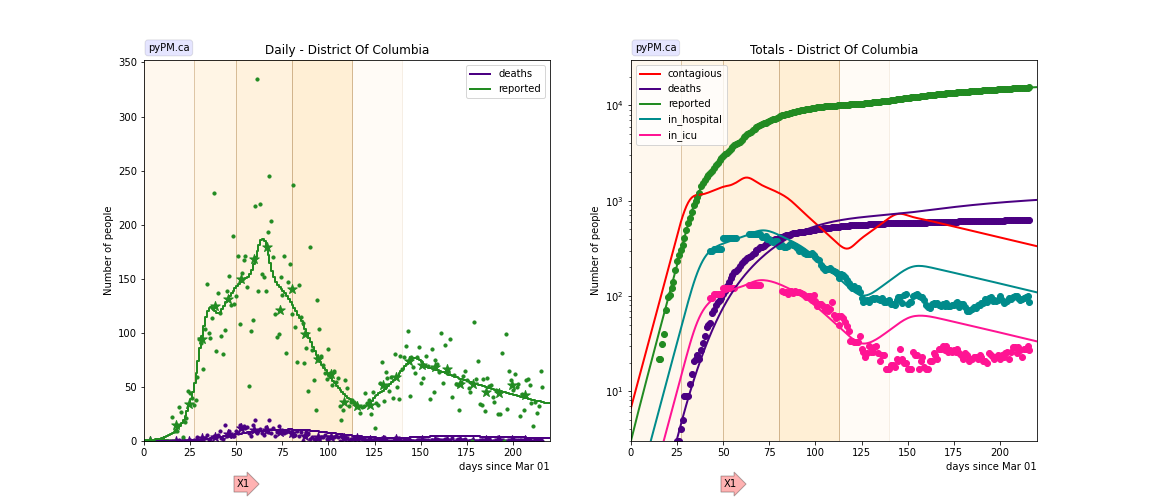 pyPM.ca
Daily - District Of Columbia
deaths
reported
Number of people
350
300
250
200
150
100
50
0
0 25 50 75 100 125 150 175 200
days since Mar 01
X1
pyPM.ca
Totals - District Of Columbia
contagious
deaths
reported
in_hospital
in_icu
Number of people
10⁴
10³
10²
10¹
0 25 50 75 100 125 150 175 200
days since Mar 01
X1